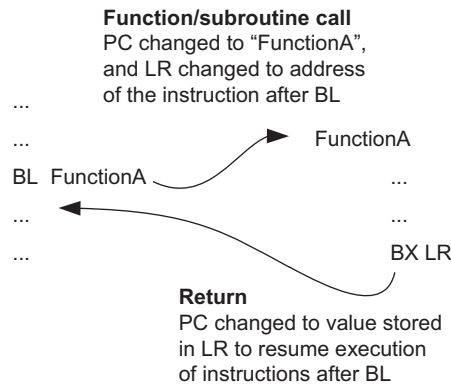 Function/subroutine call
PC changed to “FunctionA”,
and LR changed to address
of the instruction after BL
...
...
BL FunctionA
...
...
FunctionA
...
...
BX LR
Return
PC changed to value stored
in LR to resume execution
of instructions after BL